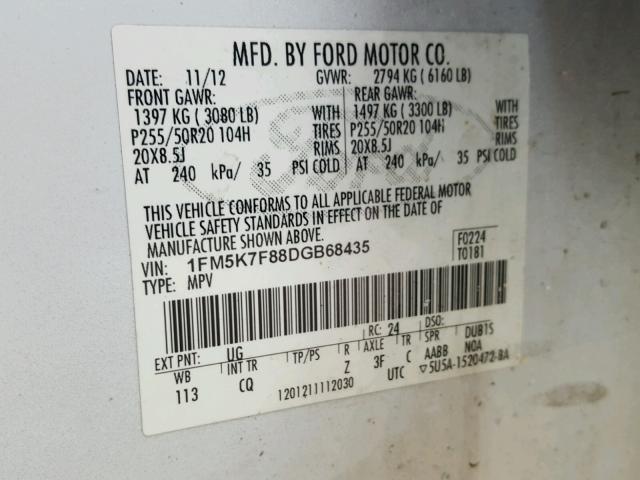 MFD. BY FORD MOTOR CO.
DATE: 11/12 GVWR: 2794 KG ( 6160 LB)
FRONT GAWR: REAR GAWR:
1397 KG ( 3080 LB) WITH 1497 KG ( 3300 LB) WITH
P255/50R20 104H TIRES P255/50R20 104H TIRES
20X8.5J RIMS 20X8.5J RIMS
AT 240 kPa/ 35 PSI COLD AT 240 kPa/ 35 PSI COLD
THIS VEHICLE CONFORMS TO ALL APPLICABLE FEDERAL MOTOR
VEHICLE SAFETY STANDARDS IN EFFECT ON THE DATE OF
MANUFACTURE SHOWN ABOVE.
VIN: 1FM5K7F88DGB68435 F0224
TYPE: MPV T0181
EXT PNT: UG RC: 24 DSO:
WB INT TR TP/PS R AXLE TR SPR DUB1S
113 CQ Z 3F C AABB NOA
1201211112030 UTC ▽5U5A-1520472-BA
Ford